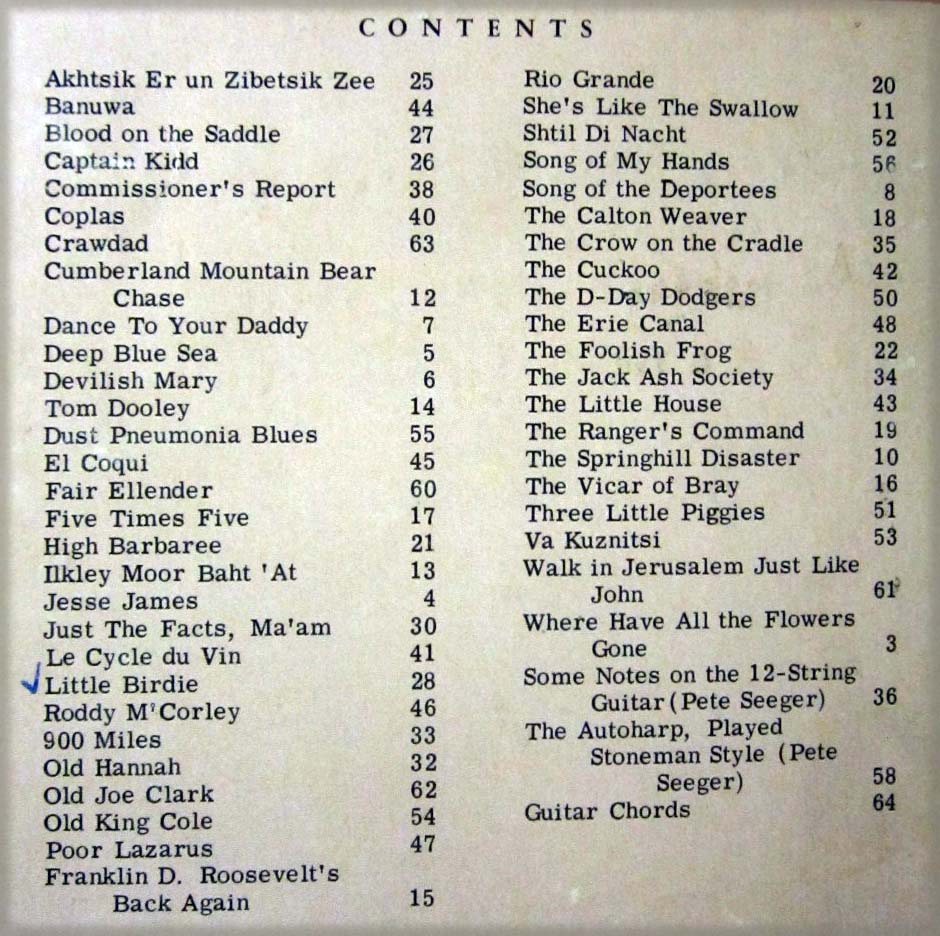 CONTENTS
Akhtsik Er un Zibetsik Zee 25
Banuwa 44
Blood on the Saddle 27
Captain Kidd 26
Commissioner's Report 38
Coplas 40
Crawdad 63
Cumberland Mountain Bear
Chase 12
Dance To Your Daddy 7
Deep Blue Sea 5
Devilish Mary 6
Tom Dooley 14
Dust Pneumonia Blues 55
El Coqui 45
Fair Ellender 60
Five Times Five 17
High Barbaree 21
Ilkley Moor Baht 'At 13
Jesse James 4
Just The Facts, Ma'am 30
Le Cycle du Vin 41
Little Birdie 28
Roddy M'Corley 46
900 Miles 33
Old Hannah 32
Old Joe Clark 62
Old King Cole 54
Poor Lazarus 47
Franklin D. Roosevelt's
Back Again 15
Rio Grande 20
She's Like The Swallow 11
Shtil Di Nacht 52
Song of My Hands 56
Song of the Deportees 8
The Calton Weaver 18
The Crow on the Cradle 35
The Cuckoo 42
The D-Day Dodgers 50
The Erie Canal 48
The Foolish Frog 22
The Jack Ash Society 34
The Little House 43
The Ranger's Command 19
The Springhill Disaster 10
The Vicar of Bray 16
Three Little Piggies 51
Va Kuznitsi 53
Walk in Jerusalem Just Like
John 61
Where Have All the Flowers
Gone 3
Some Notes on the 12-String
Guitar (Pete Seeger) 36
The Autoharp, Played
Stoneman Style (Pete
Seeger) 58
Guitar Chords 64